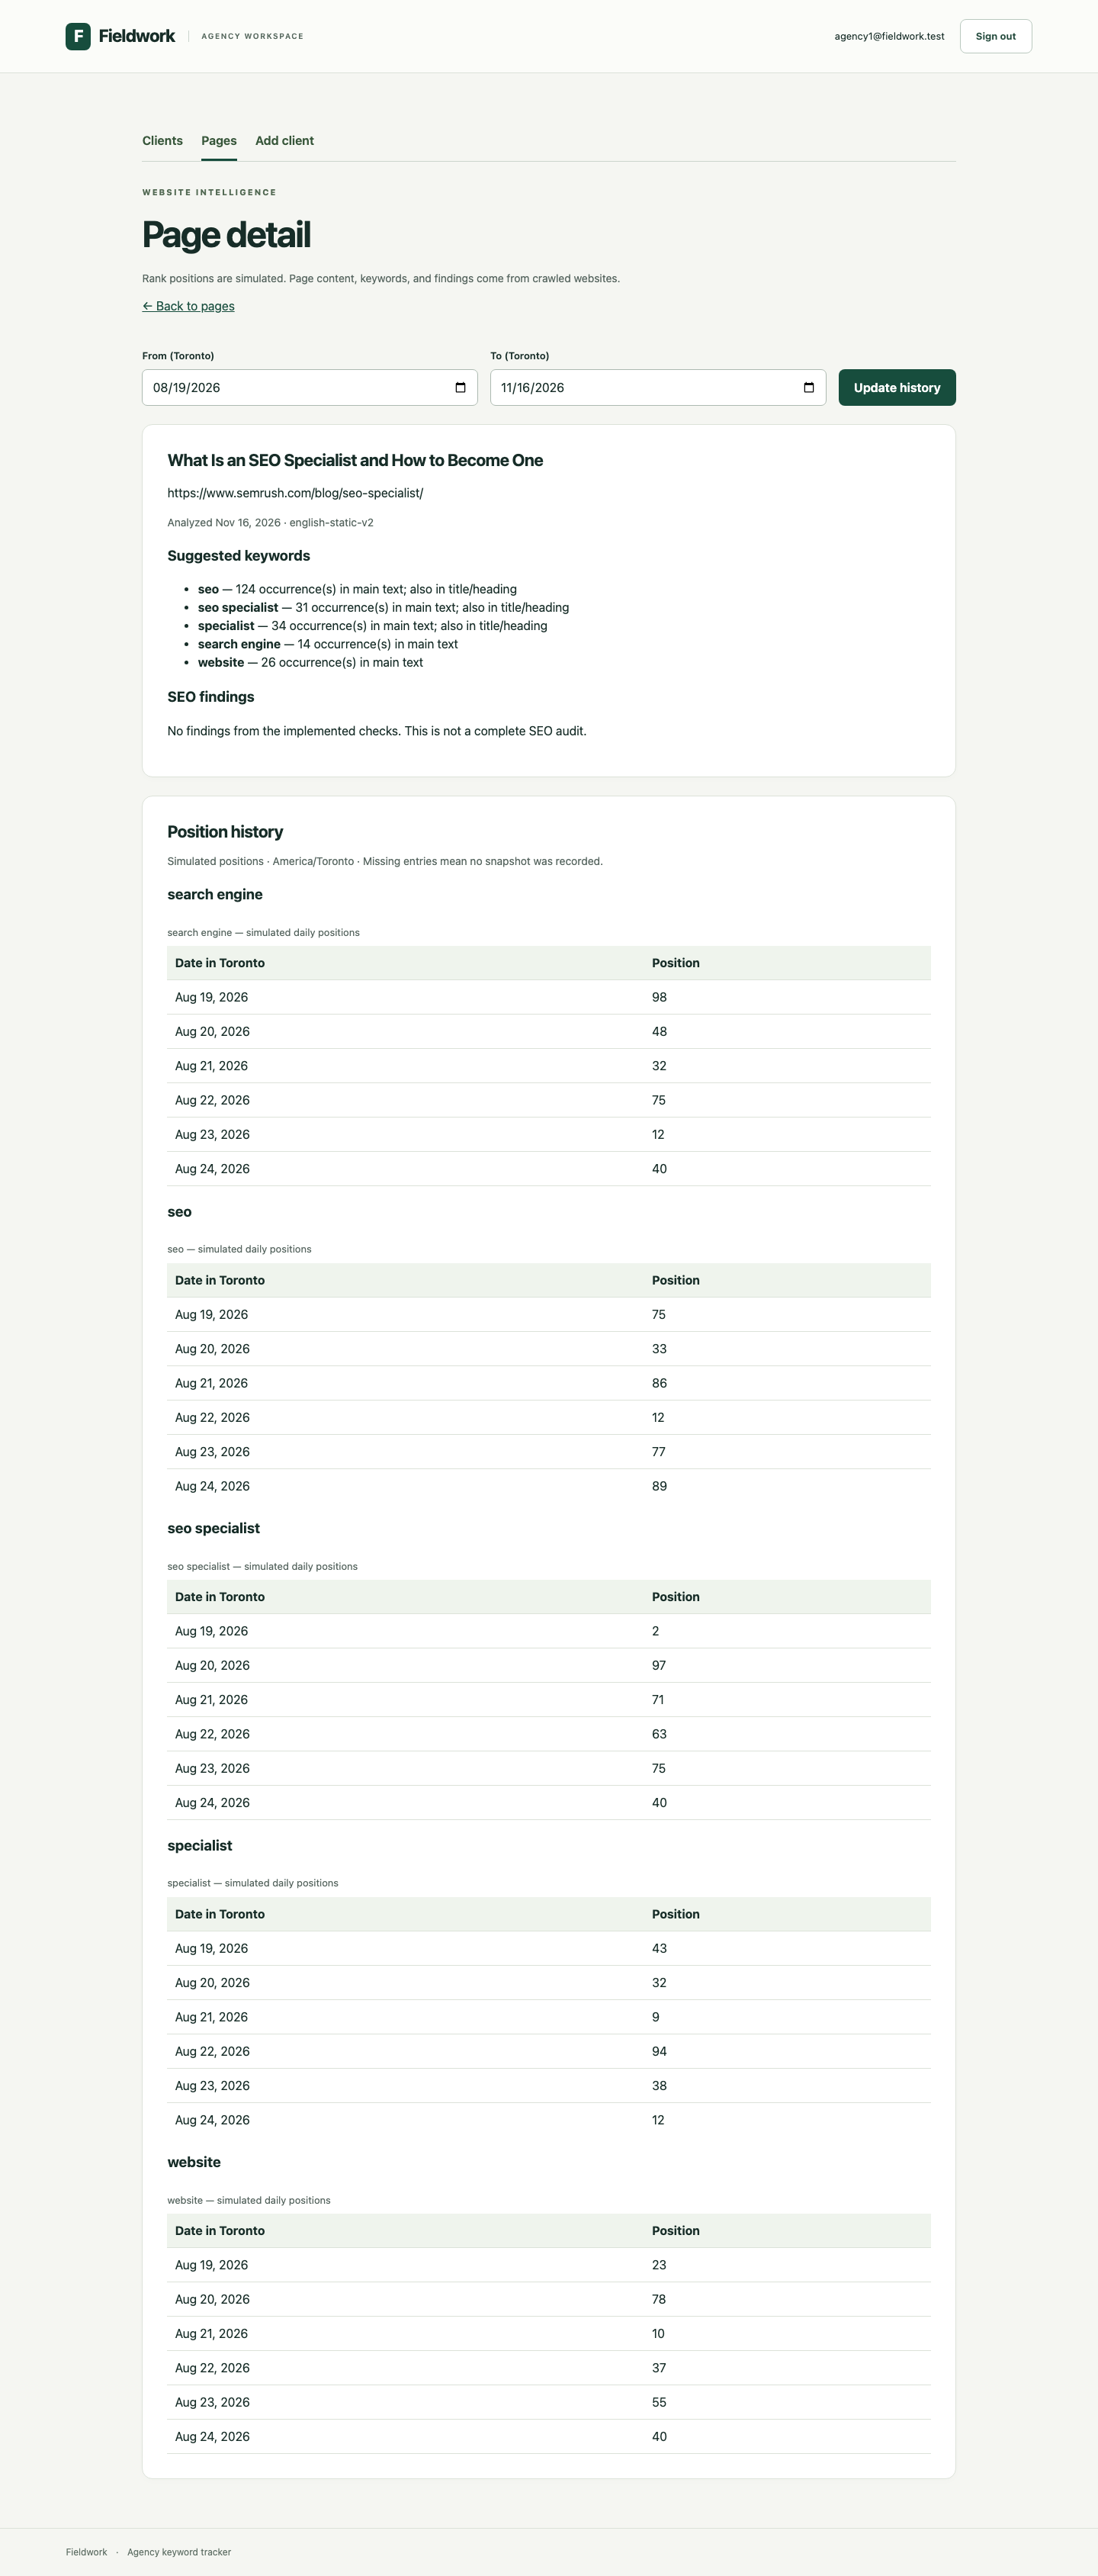 F Fieldwork AGENCY WORKSPACE agency1@fieldwork.test Sign out
Clients Pages Add client
WEBSITE INTELLIGENCE
Page detail
Rank positions are simulated. Page content, keywords, and findings come from crawled websites.
← Back to pages
From (Toronto) To (Toronto)
08/19/2026 11/16/2026 Update history
What Is an SEO Specialist and How to Become One
https://www.semrush.com/blog/seo-specialist/
Analyzed Nov 16, 2026 · english-static-v2
Suggested keywords
• seo — 124 occurrence(s) in main text; also in title/heading
• seo specialist — 31 occurrence(s) in main text; also in title/heading
• specialist — 34 occurrence(s) in main text; also in title/heading
• search engine — 14 occurrence(s) in main text
• website — 26 occurrence(s) in main text
SEO findings
No findings from the implemented checks. This is not a complete SEO audit.
Position history
Simulated positions · America/Toronto · Missing entries mean no snapshot was recorded.
search engine
search engine — simulated daily positions
Date in Toronto Position
Aug 19, 2026 98
Aug 20, 2026 48
Aug 21, 2026 32
Aug 22, 2026 75
Aug 23, 2026 12
Aug 24, 2026 40
seo
seo — simulated daily positions
Date in Toronto Position
Aug 19, 2026 75
Aug 20, 2026 33
Aug 21, 2026 86
Aug 22, 2026 12
Aug 23, 2026 77
Aug 24, 2026 89
seo specialist
seo specialist — simulated daily positions
Date in Toronto Position
Aug 19, 2026 2
Aug 20, 2026 97
Aug 21, 2026 71
Aug 22, 2026 63
Aug 23, 2026 75
Aug 24, 2026 40
specialist
specialist — simulated daily positions
Date in Toronto Position
Aug 19, 2026 43
Aug 20, 2026 32
Aug 21, 2026 9
Aug 22, 2026 94
Aug 23, 2026 38
Aug 24, 2026 12
website
website — simulated daily positions
Date in Toronto Position
Aug 19, 2026 23
Aug 20, 2026 78
Aug 21, 2026 10
Aug 22, 2026 37
Aug 23, 2026 55
Aug 24, 2026 40
Fieldwork · Agency keyword tracker